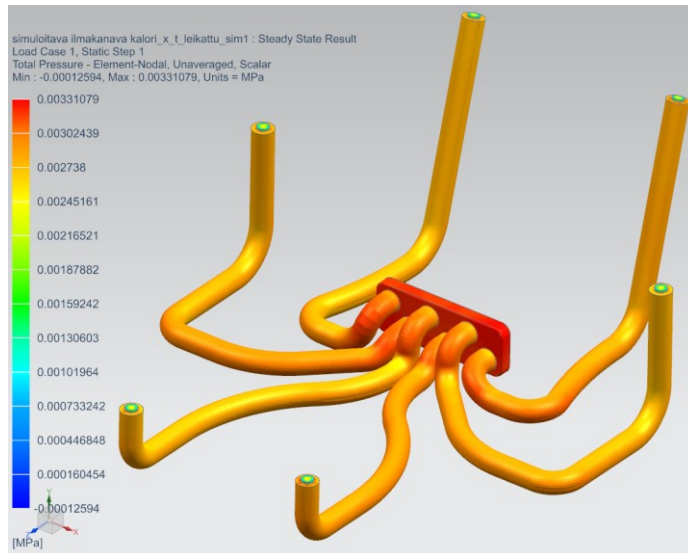 simuloitava ilmakanava kalori_x_t_leikattu_sim1 : Steady State Result
Load Case 1, Static Step 1
Total Pressure - Element-Nodal, Unaveraged, Scalar
Min : -0.00012594, Max : 0.00331079, Units = MPa
0.00331079
0.00302439
0.002738
0.00245161
0.00216521
0.00187882
0.00159242
0.00130603
0.00101964
0.000733242
0.000446848
0.000160454
-0.00012594
[MPa]
Y
Z
X